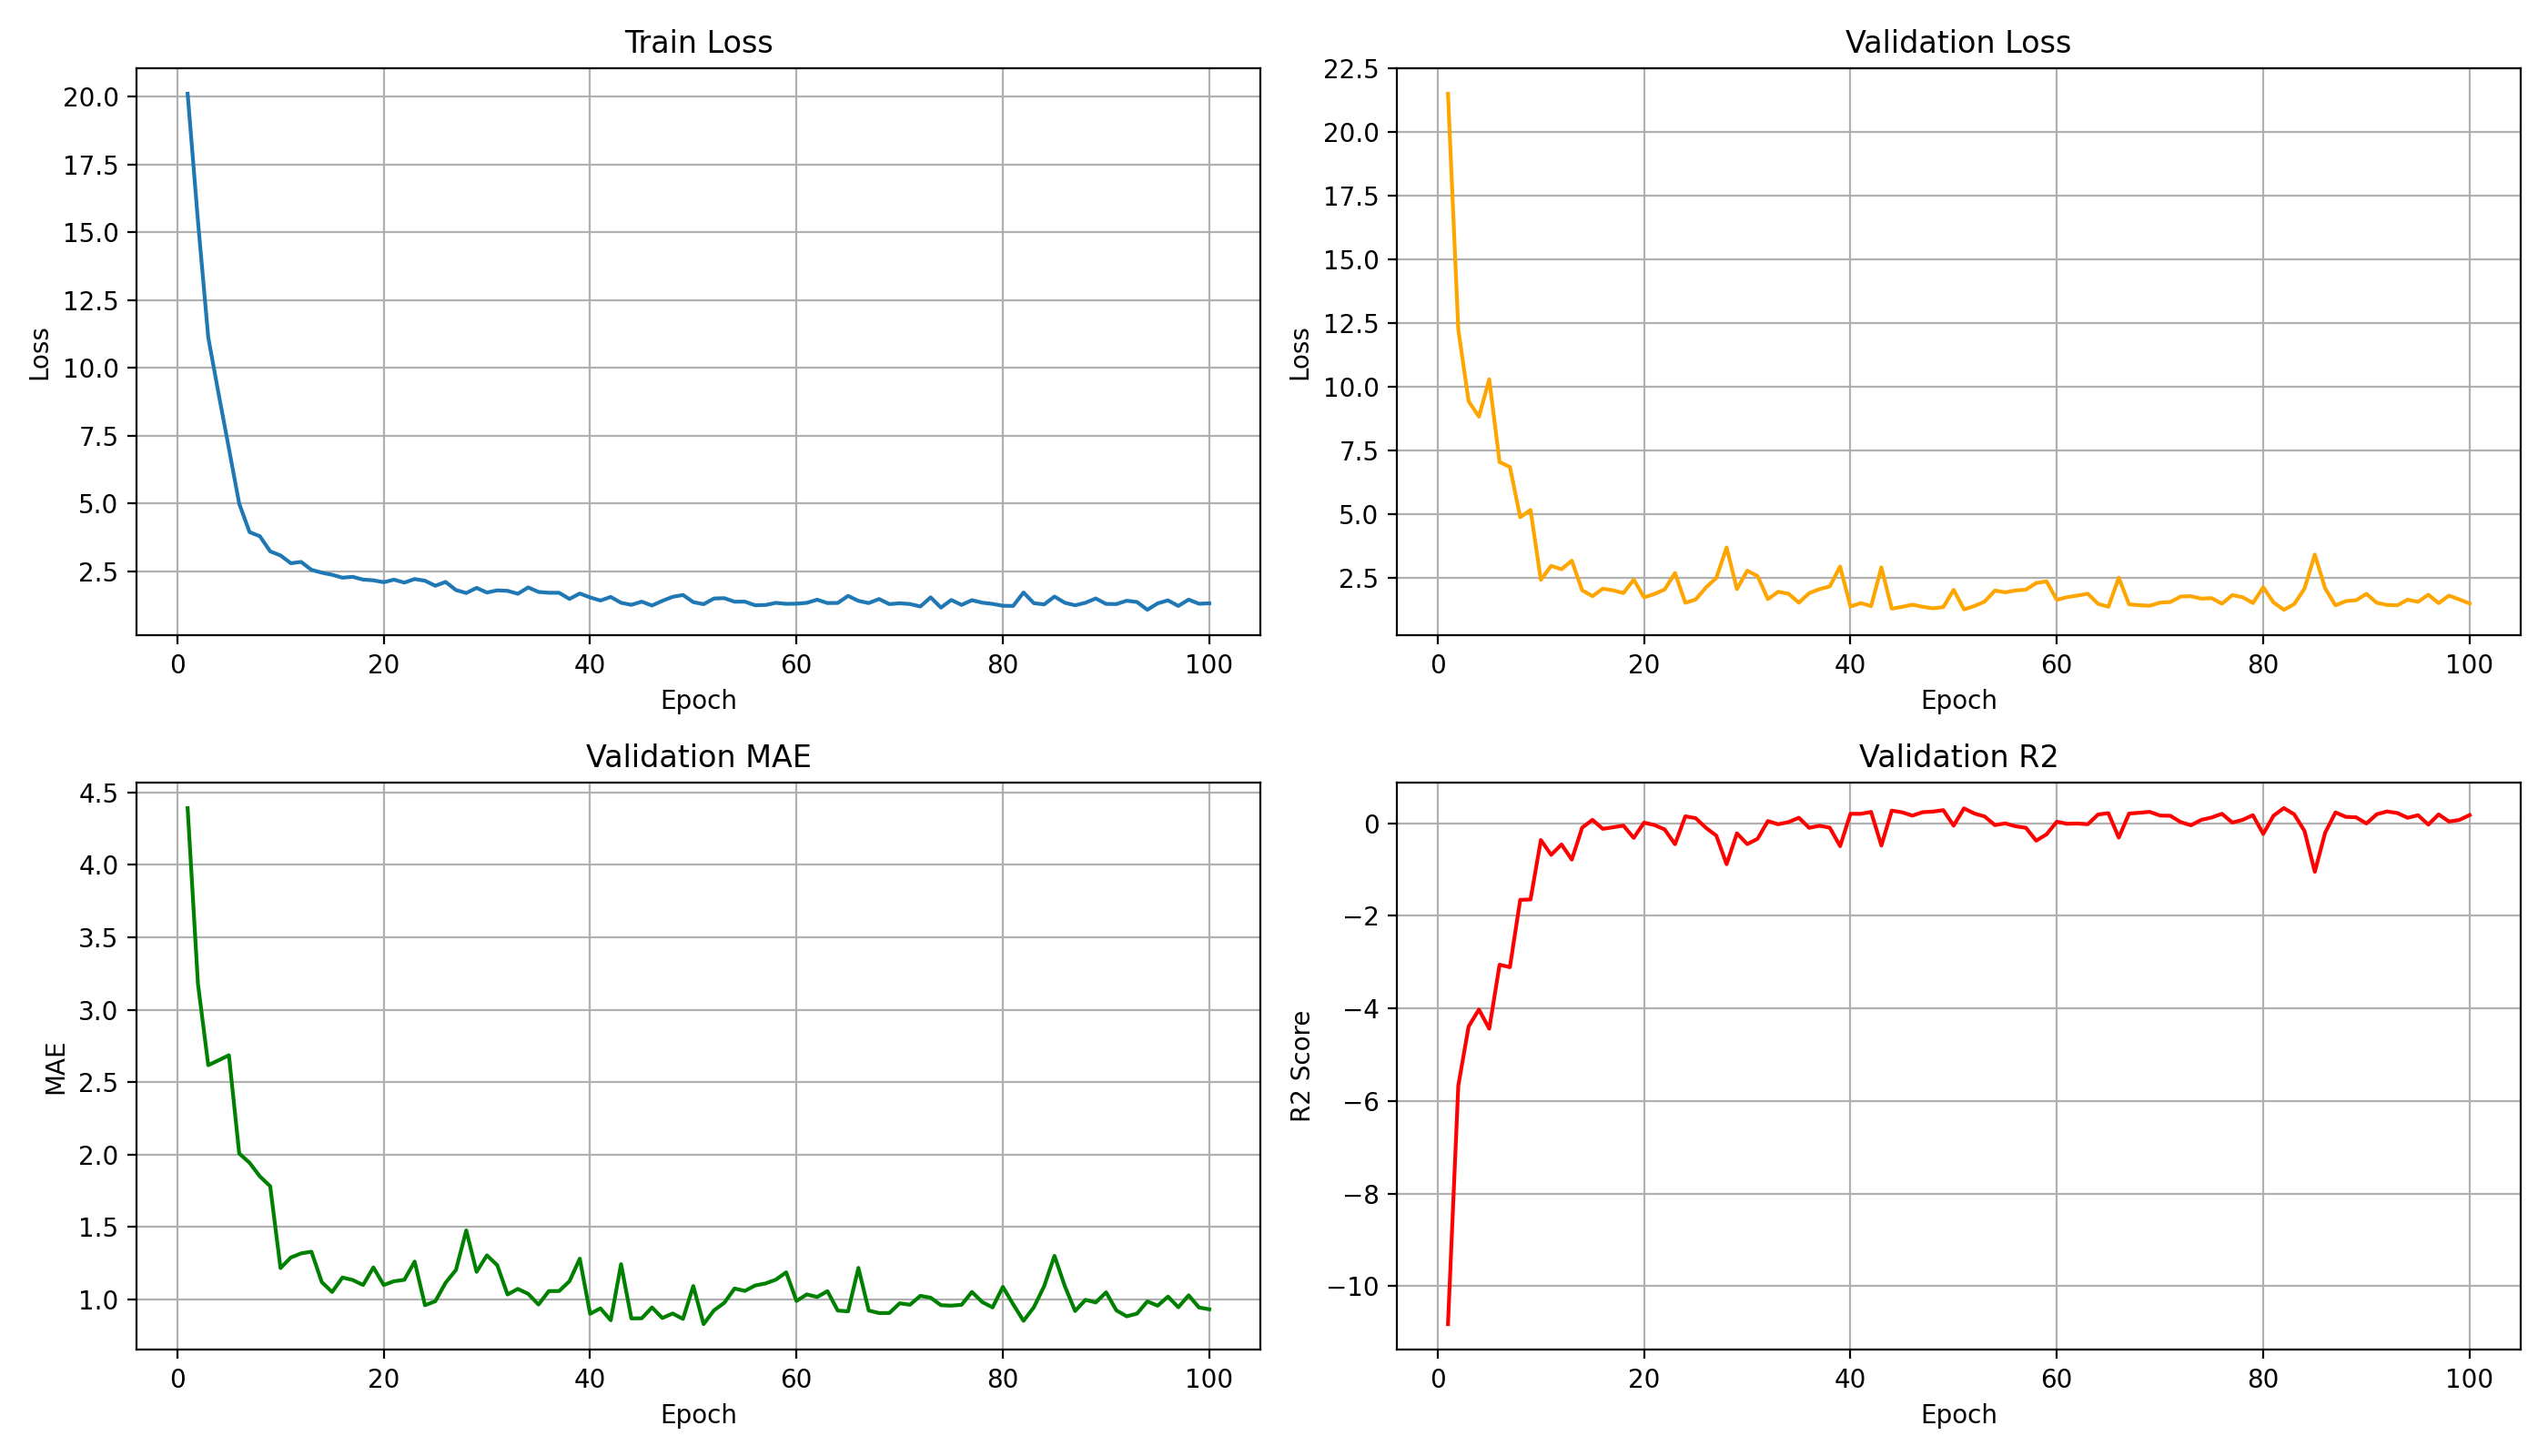 Train Loss
20.0
17.5
15.0
12.5
10.0
7.5
5.0
2.5
Loss
0 20 40 60 80 100
Epoch
Validation Loss
22.5
20.0
17.5
15.0
12.5
10.0
7.5
5.0
2.5
Loss
0 20 40 60 80 100
Epoch
Validation MAE
4.5
4.0
3.5
3.0
2.5
2.0
1.5
1.0
MAE
0 20 40 60 80 100
Epoch
Validation R2
0
−2
−4
−6
−8
−10
R2 Score
0 20 40 60 80 100
Epoch